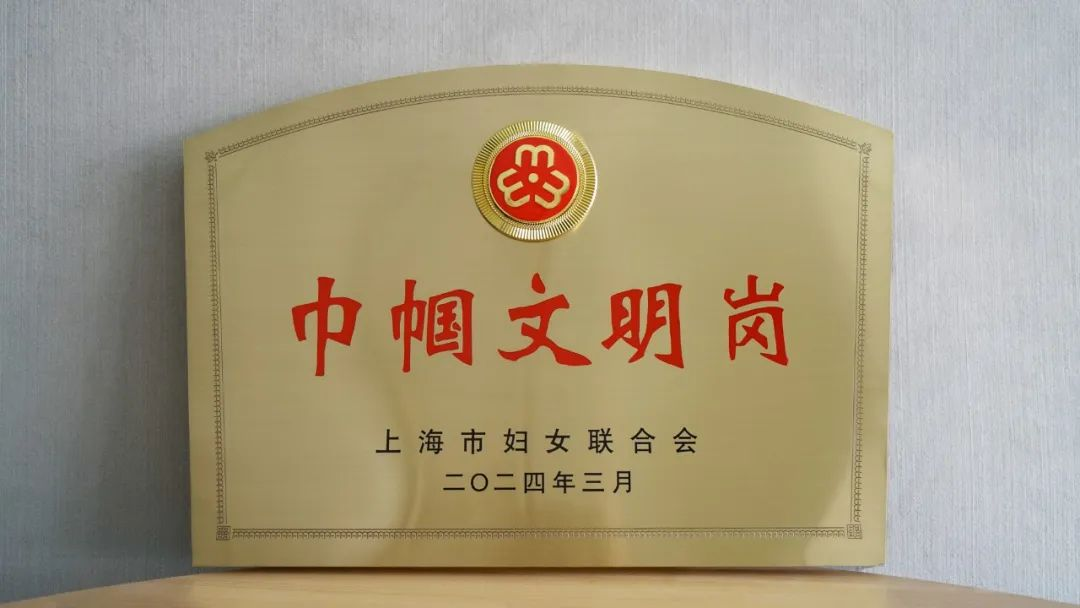 巾帼文明岗
上海市妇女联合会
二〇二四年三月